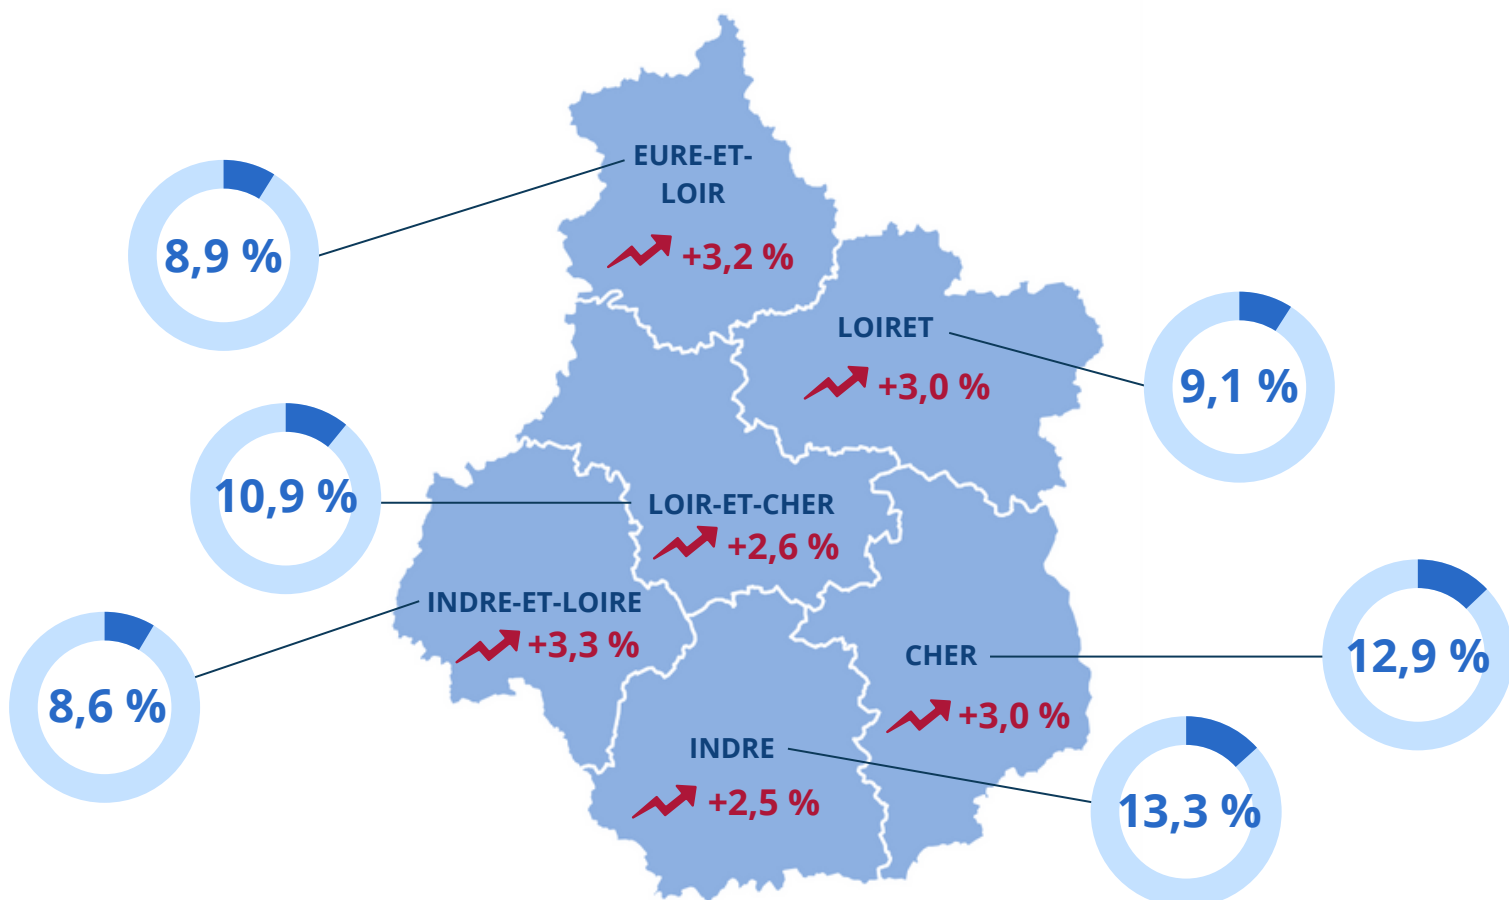 EURE-ET-
LOIR
+3,2 %
8,9 %
LOIRET
+3,0 %
9,1 %
LOIR-ET-CHER
+2,6 %
10,9 %
INDRE-ET-LOIRE
+3,3 %
8,6 %
CHER
+3,0 %
12,9 %
INDRE
+2,5 %
13,3 %